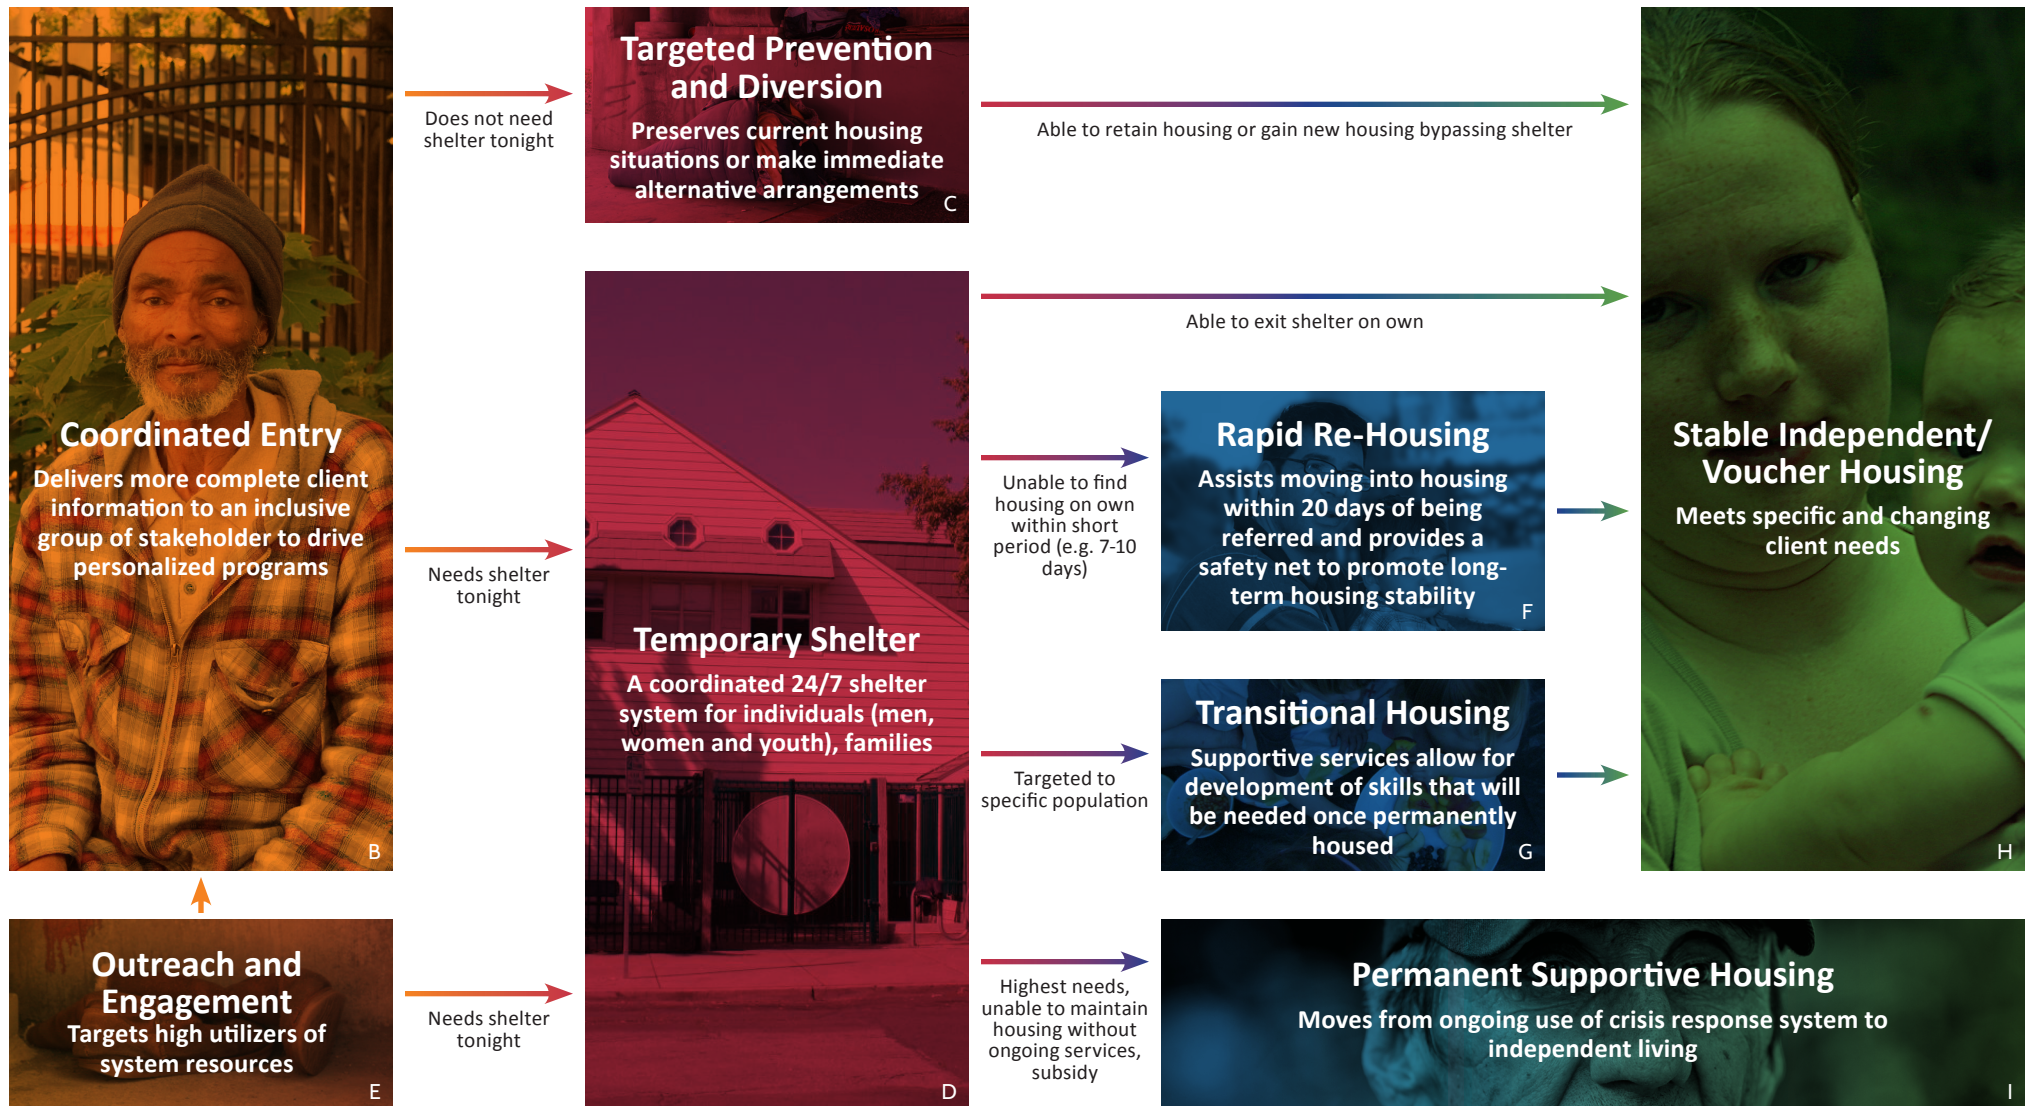 Coordinated Entry
Delivers more complete client
information to an inclusive
group of stakeholder to drive
personalized programs
B
Outreach and
Engagement
Targets high utilizers of
system resources
E
Does not need
shelter tonight
Needs shelter
tonight
Needs shelter
tonight
Targeted Prevention
and Diversion
Preserves current housing
situations or make immediate
alternative arrangements
C
Temporary Shelter
A coordinated 24/7 shelter
system for individuals (men,
women and youth), families
D
Able to retain housing or gain new housing bypassing shelter
Able to exit shelter on own
Unable to find
housing on own
within short
period (e.g. 7-10
days)
Targeted to
specific population
Highest needs,
unable to maintain
housing without
ongoing services,
subsidy
Rapid Re-Housing
Assists moving into housing
within 20 days of being
referred and provides a
safety net to promote long-
term housing stability
F
Transitional Housing
Supportive services allow for
development of skills that will
be needed once permanently
housed
G
Stable Independent/
Voucher Housing
Meets specific and changing
client needs
H
Permanent Supportive Housing
Moves from ongoing use of crisis response system to
independent living
I